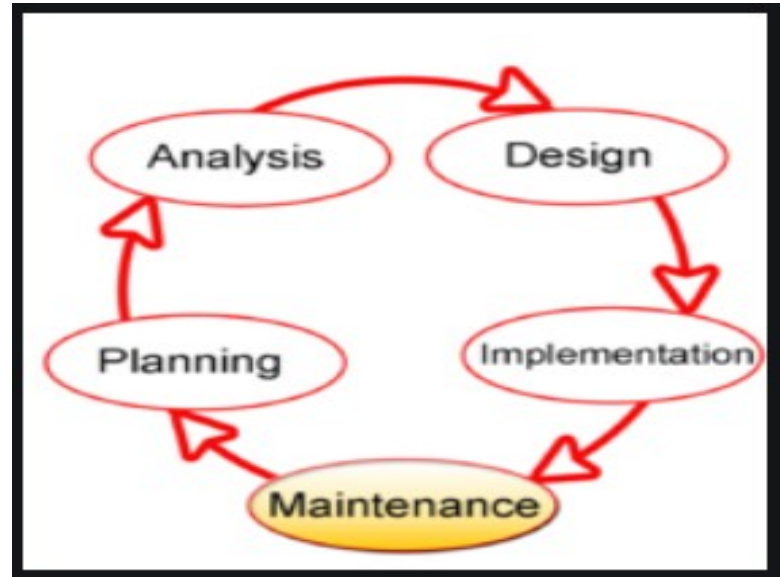 Analysis
Design
Planning
Implementation
Maintenance